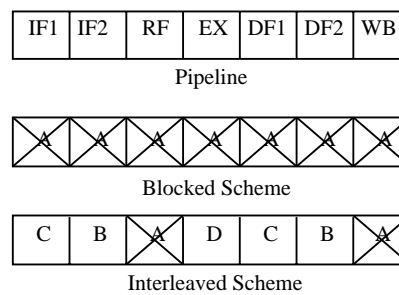 IF1 IF2 RF EX DF1 DF2 WB
Pipeline
A A A A A A A
Blocked Scheme
C B A D C B A
Interleaved Scheme